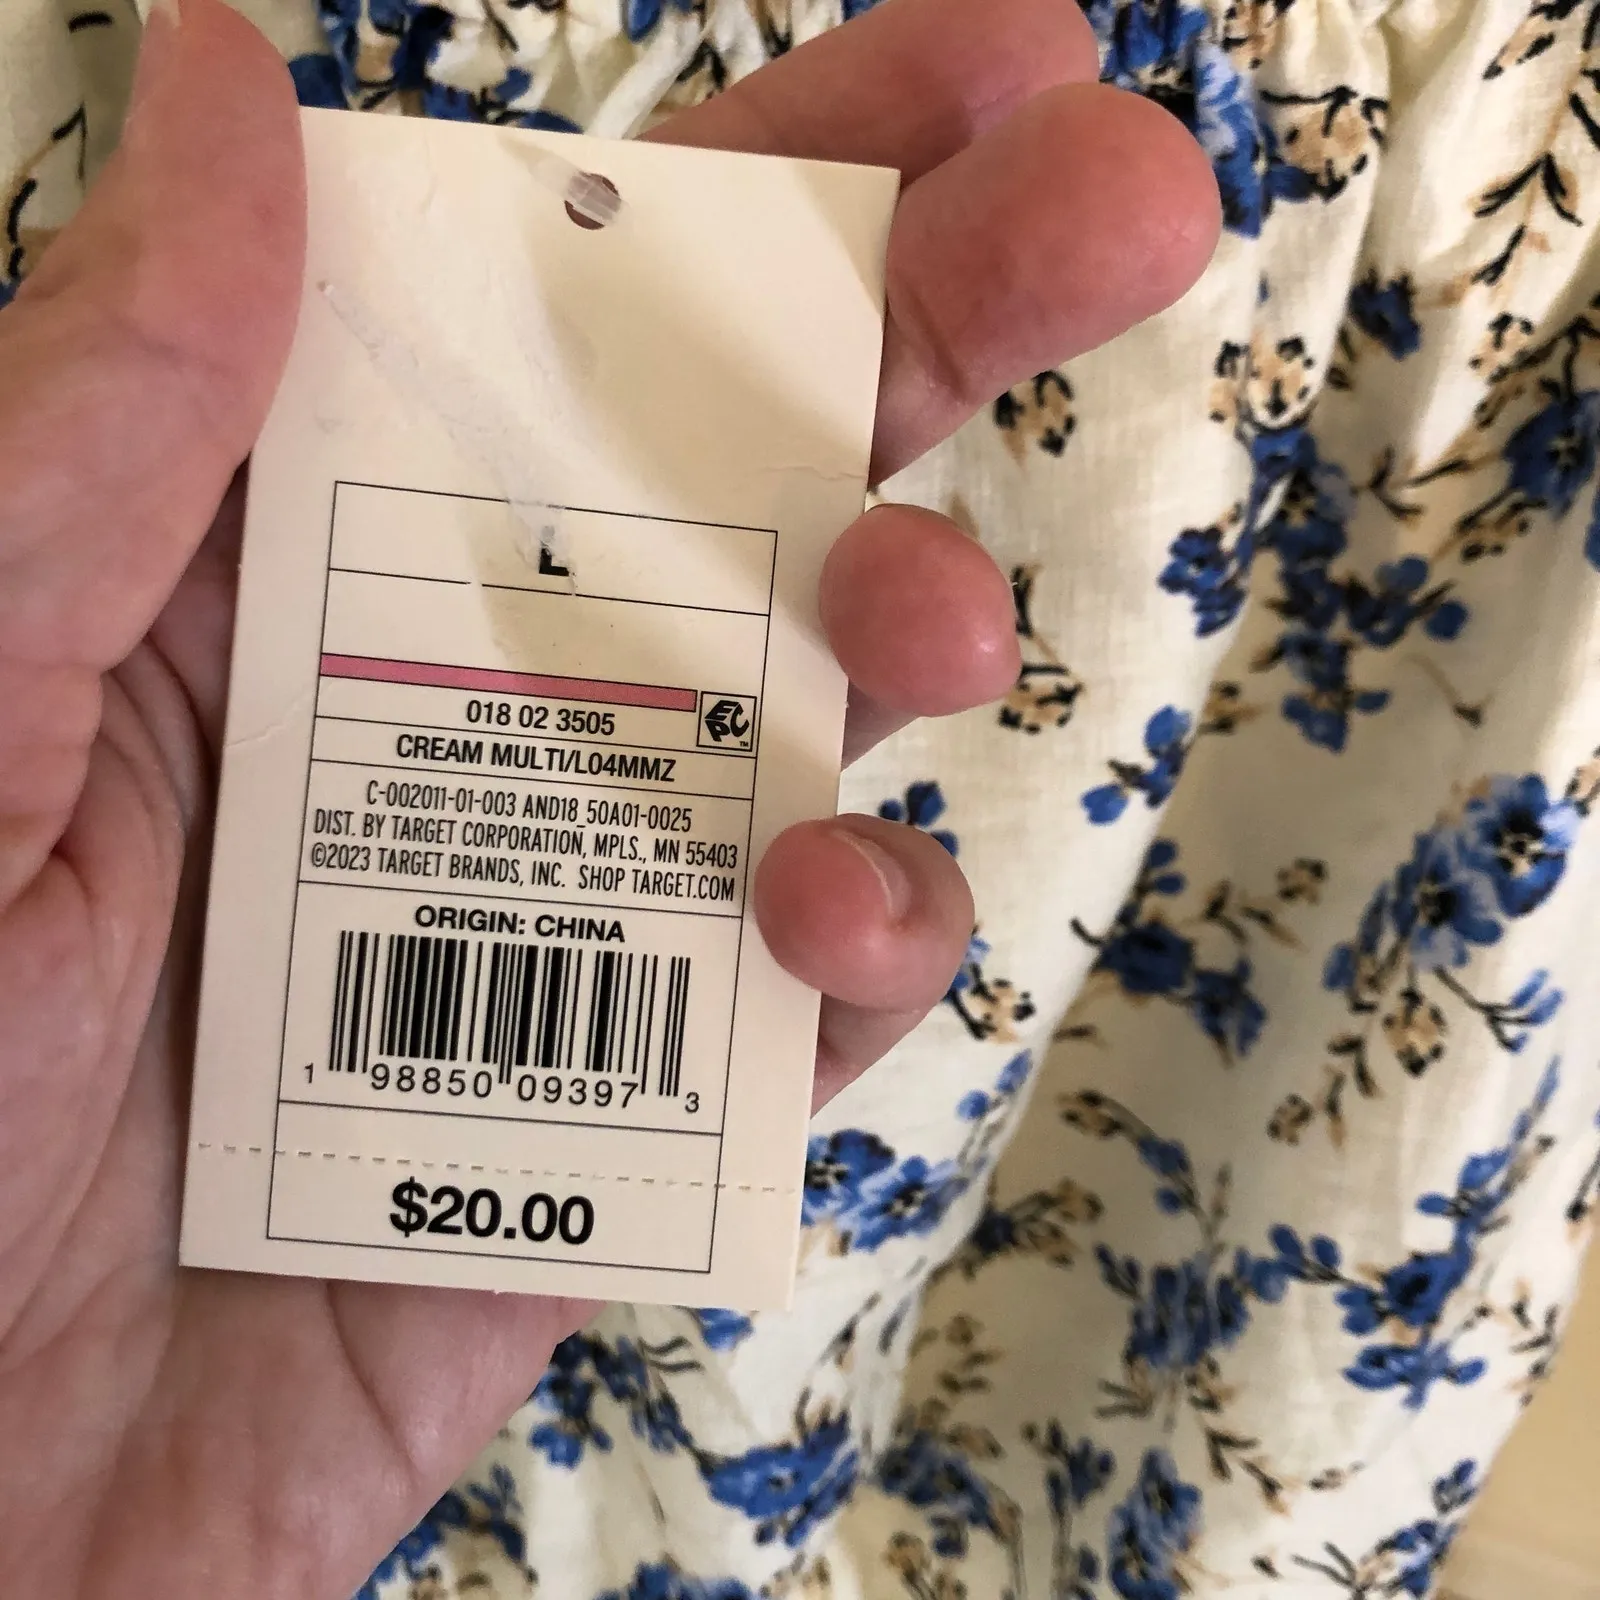 L
018 02 3505
EPC™
CREAM MULTI/L04MMZ
C-002011-01-003 AND18_50A01-0025
DIST. BY TARGET CORPORATION, MPLS., MN 55403
©2023 TARGET BRANDS, INC. SHOP TARGET.COM
ORIGIN: CHINA
1 98850 09397 3
$20.00